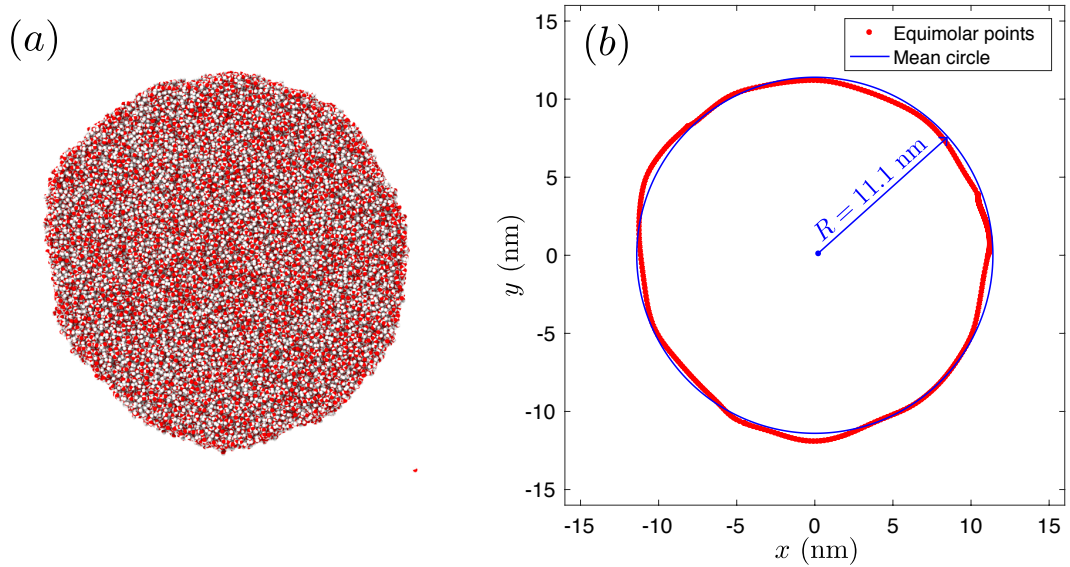 (a)
(b)
Equimolar points
Mean circle
R = 11.1 nm
15
10
5
0
-5
-10
-15
y (nm)
-15 -10 -5 0 5 10 15
x (nm)